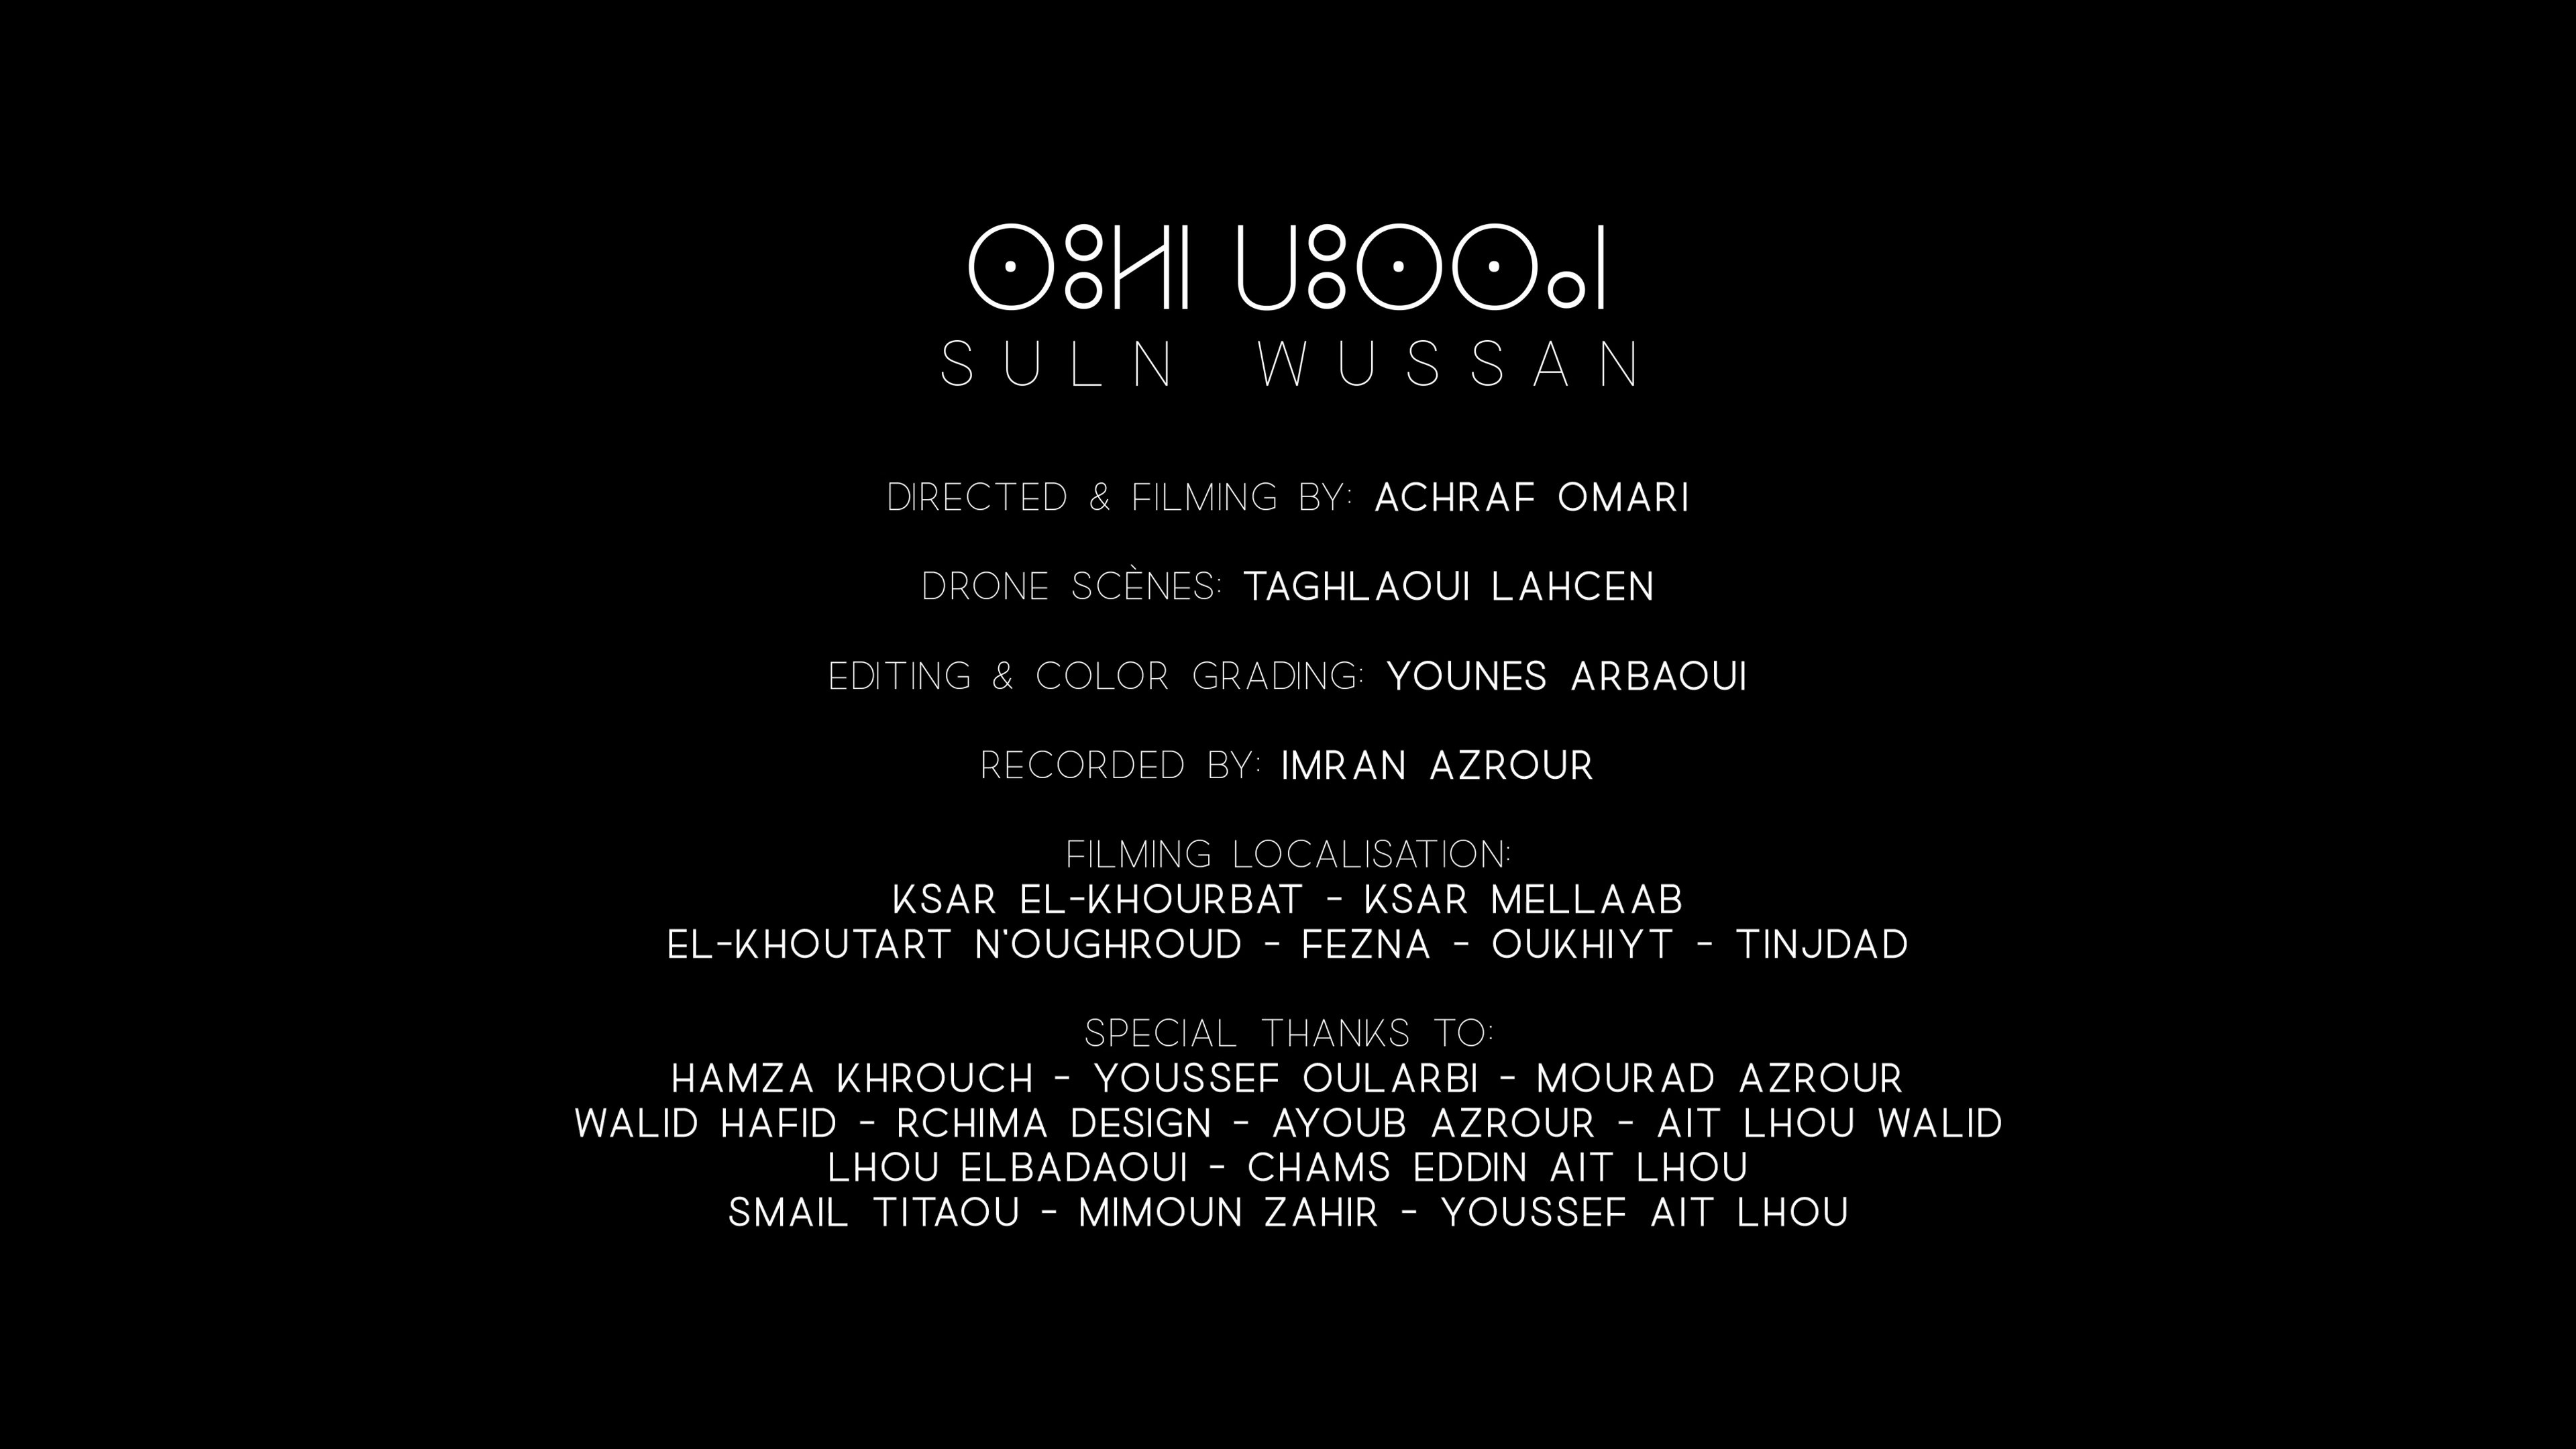 ⵙⵓⵍⵏ ⵡⵓⵙⵙⴰⵏ
SULN WUSSAN
DIRECTED & FILMING BY: ACHRAF OMARI
DRONE SCÈNES: TAGHLAOUI LAHCEN
EDITING & COLOR GRADING: YOUNES ARBAOUI
RECORDED BY: IMRAN AZROUR
FILMING LOCALISATION:
KSAR EL-KHOURBAT - KSAR MELLAAB
EL-KHOUTART N'OUGHROUD - FEZNA - OUKHIYT - TINJDAD
SPECIAL THANKS TO:
HAMZA KHROUCH - YOUSSEF OULARBI - MOURAD AZROUR
WALID HAFID - RCHIMA DESIGN - AYOUB AZROUR - AIT LHOU WALID
LHOU ELBADAOUI - CHAMS EDDIN AIT LHOU
SMAIL TITAOU - MIMOUN ZAHIR - YOUSSEF AIT LHOU